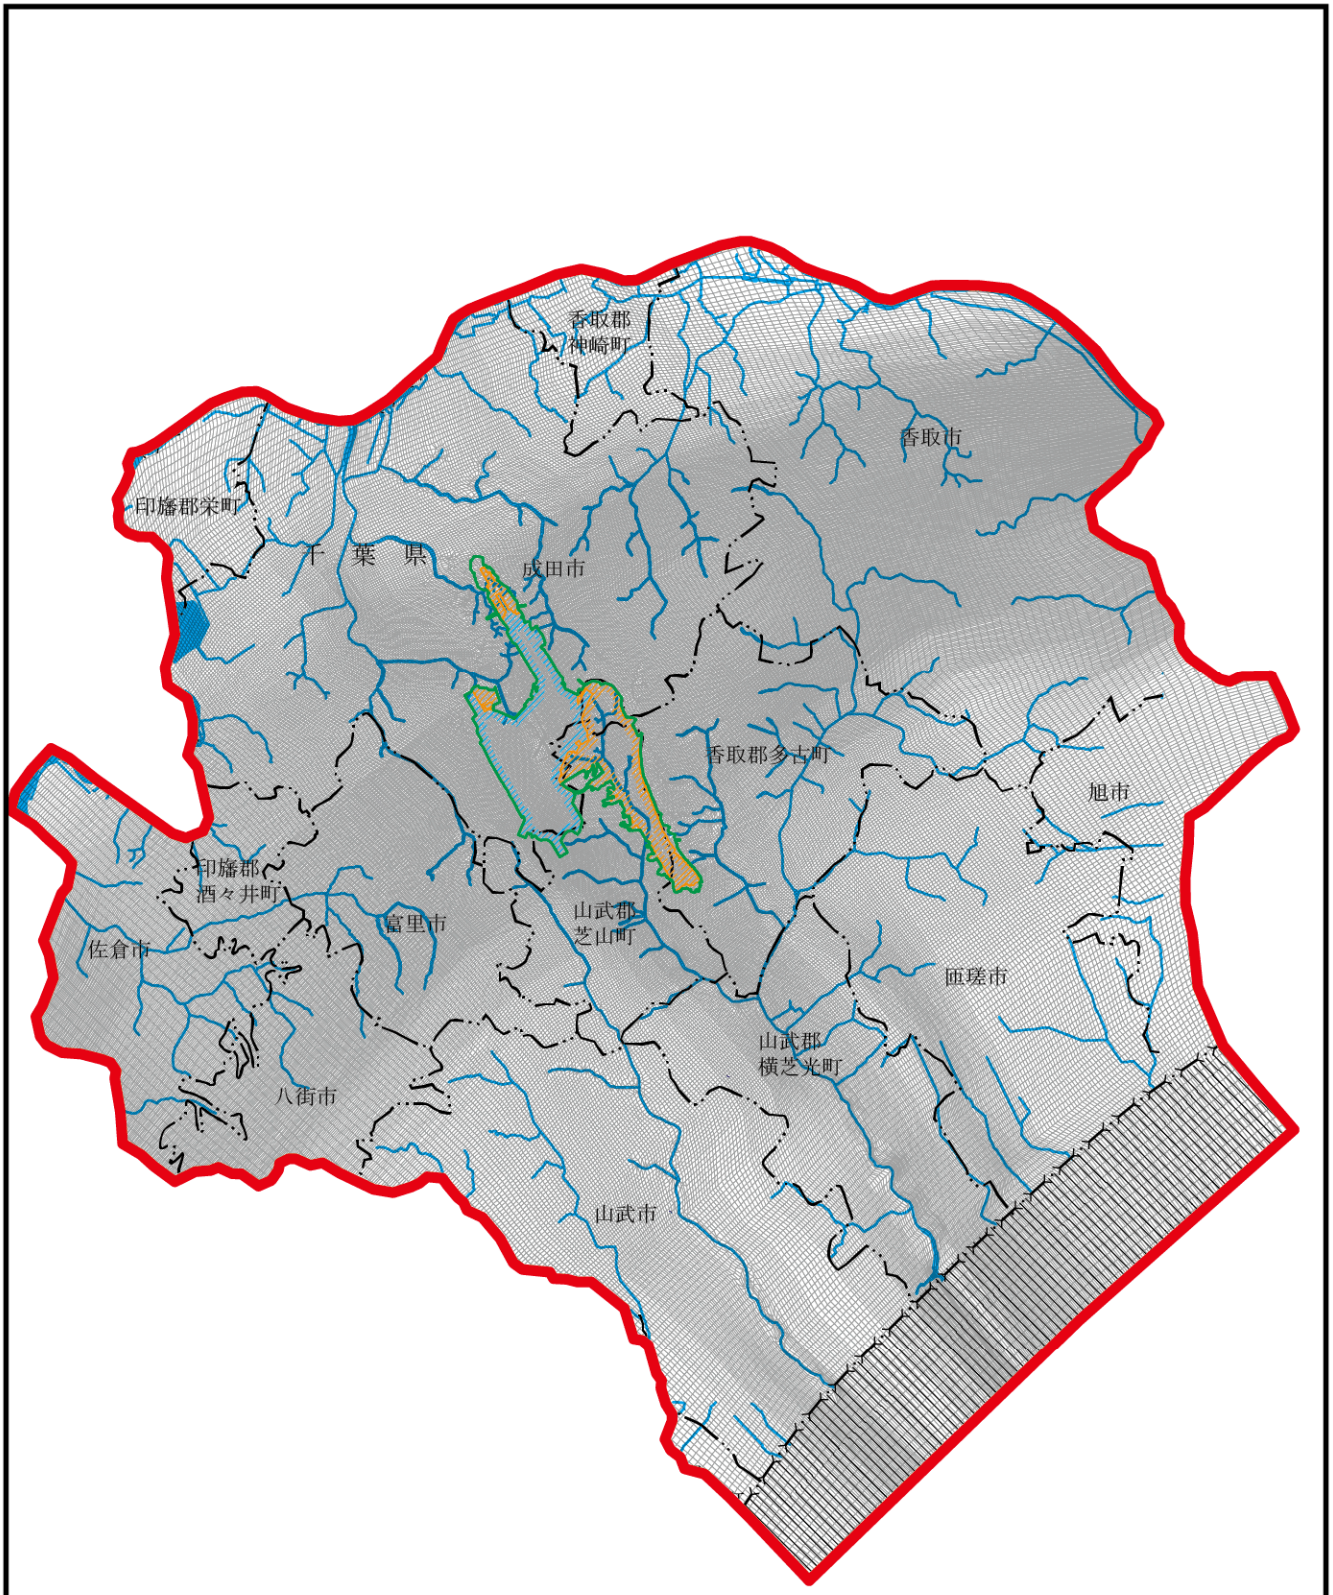 香取郡
神崎町
香取市
印旛郡栄町
千葉県
成田市
香取郡多古町
旭市
印旛郡
酒々井町
富里市
山武郡
芝山町
佐倉市
匝瑳市
山武郡
横芝光町
八街市
山武市